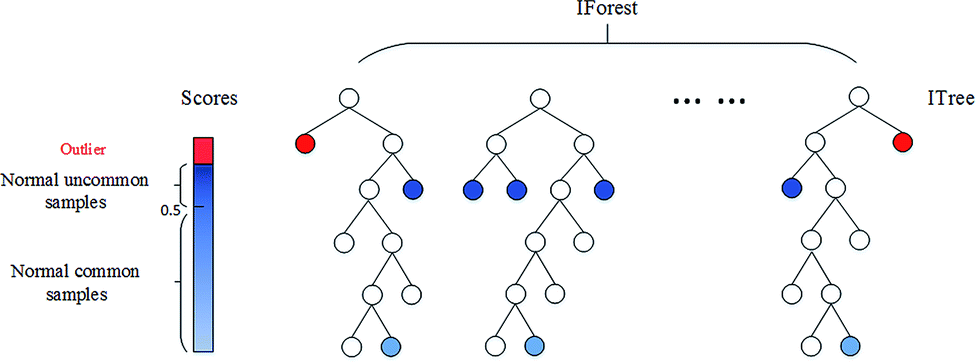 IForest
Scores
... ...
ITree
Outlier
Normal uncommon
samples
0.5
Normal common
samples